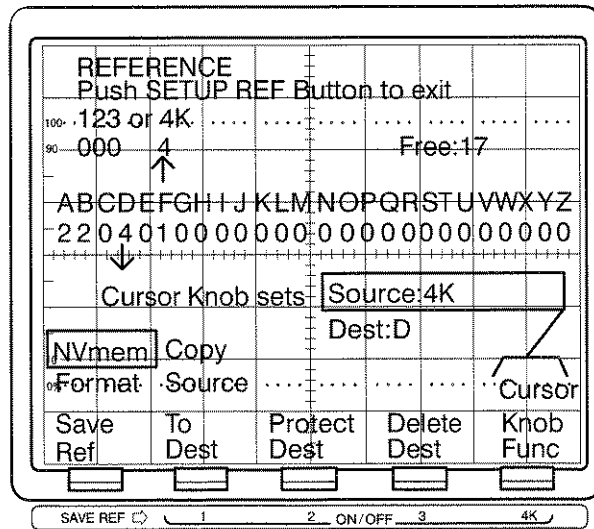 REFERENCE
Push SETUP REF Button to exit
100 123 or 4K
90 000 4 Free:17
ABCDEFGHIJKLMNOPQRSTUVWXYZ
22040100000000000000000000
Cursor Knob sets Source:4K
Dest:D
NVmem Copy
0% Format Source Cursor
Save To Protect Delete Knob
Ref Dest Dest Dest Func
SAVE REF ⇨ 1 2 ON/OFF 3 4K